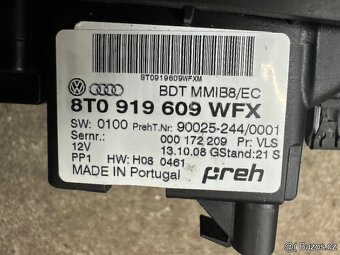 8T0919609WFXM
BDT MMIB8/EC
8T0 919 609 WFX
SW: 0100 PrehT.Nr: 90025-244/0001
Sernr.: 000 172 209 Pr: VLS
12V 13.10.08 GStand: 21 S
PP1 HW: H08 0461
MADE IN Portugal preh
© Bazos.cz